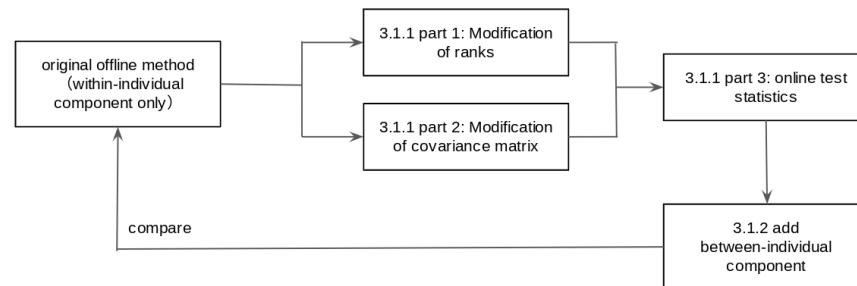 original offline method
（within-individual
component only）
3.1.1 part 1: Modification
of ranks
3.1.1 part 2: Modification
of covariance matrix
3.1.1 part 3: online test
statistics
3.1.2 add
between-individual
component
compare